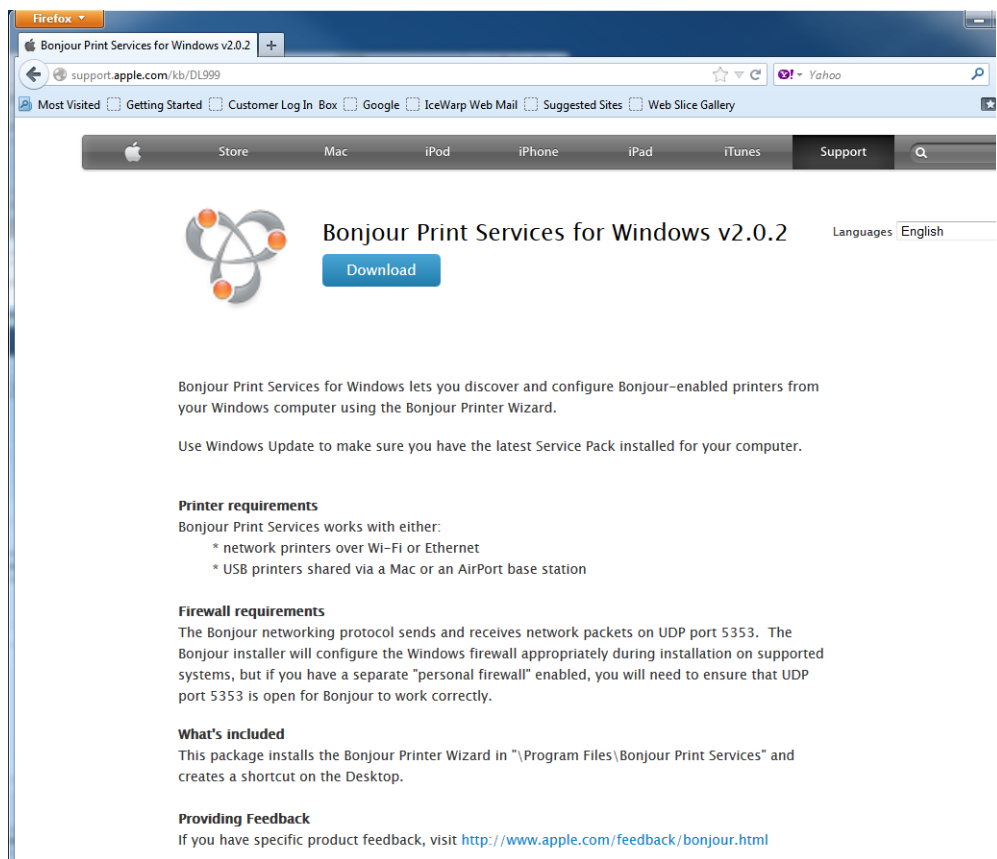 Firefox
Bonjour Print Services for Windows v2.0.2
support.apple.com/kb/DL999
Yahoo
Most Visited Getting Started Customer Log In Box Google IceWarp Web Mail Suggested Sites Web Slice Gallery
Store Mac iPod iPhone iPad iTunes Support
Bonjour Print Services for Windows v2.0.2
Languages English
Download
Bonjour Print Services for Windows lets you discover and configure Bonjour-enabled printers from
your Windows computer using the Bonjour Printer Wizard.
Use Windows Update to make sure you have the latest Service Pack installed for your computer.
Printer requirements
Bonjour Print Services works with either:
* network printers over Wi-Fi or Ethernet
* USB printers shared via a Mac or an AirPort base station
Firewall requirements
The Bonjour networking protocol sends and receives network packets on UDP port 5353. The
Bonjour installer will configure the Windows firewall appropriately during installation on supported
systems, but if you have a separate "personal firewall" enabled, you will need to ensure that UDP
port 5353 is open for Bonjour to work correctly.
What's included
This package installs the Bonjour Printer Wizard in "\Program Files\Bonjour Print Services" and
creates a shortcut on the Desktop.
Providing Feedback
If you have specific product feedback, visit http://www.apple.com/feedback/bonjour.html